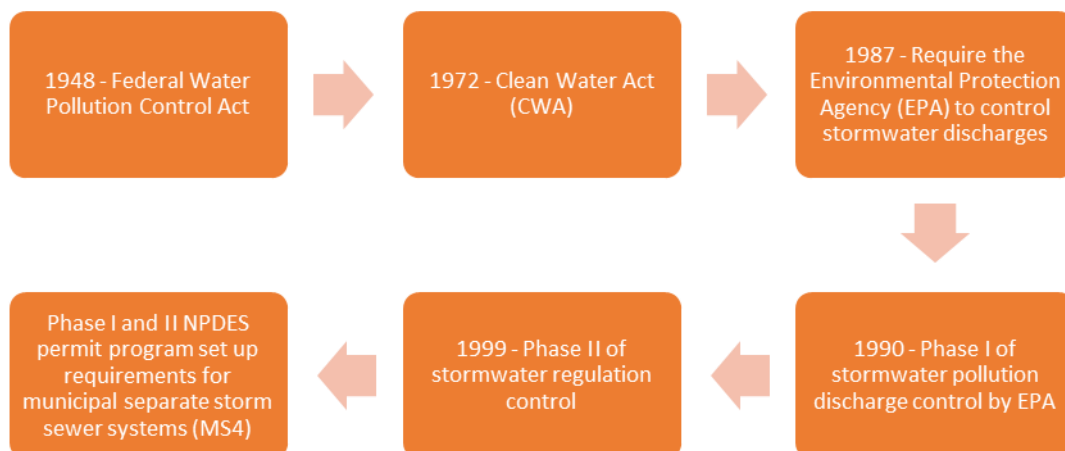 1948 - Federal Water
Pollution Control Act
1972 - Clean Water Act
(CWA)
1987 - Require the
Environmental Protection
Agency (EPA) to control
stormwater discharges
1990 - Phase I of
stormwater pollution
discharge control by EPA
1999 - Phase II of
stormwater regulation
control
Phase I and II NPDES
permit program set up
requirements for
municipal separate storm
sewer systems (MS4)